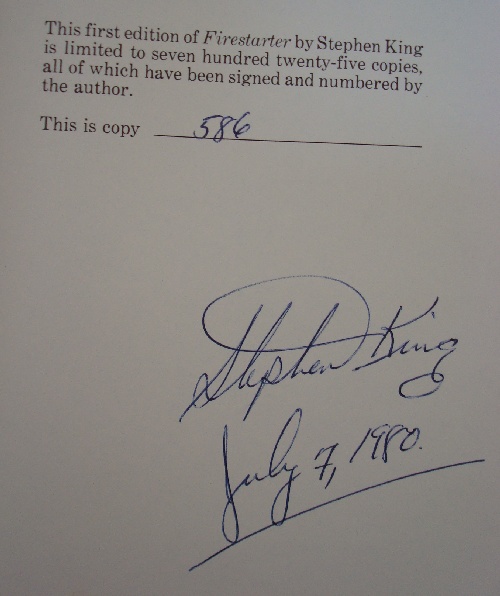 This first edition of Firestarter by Stephen King
is limited to seven hundred twenty-five copies,
all of which have been signed and numbered by
the author.
This is copy 586
Stephen King
July 7, 1980.